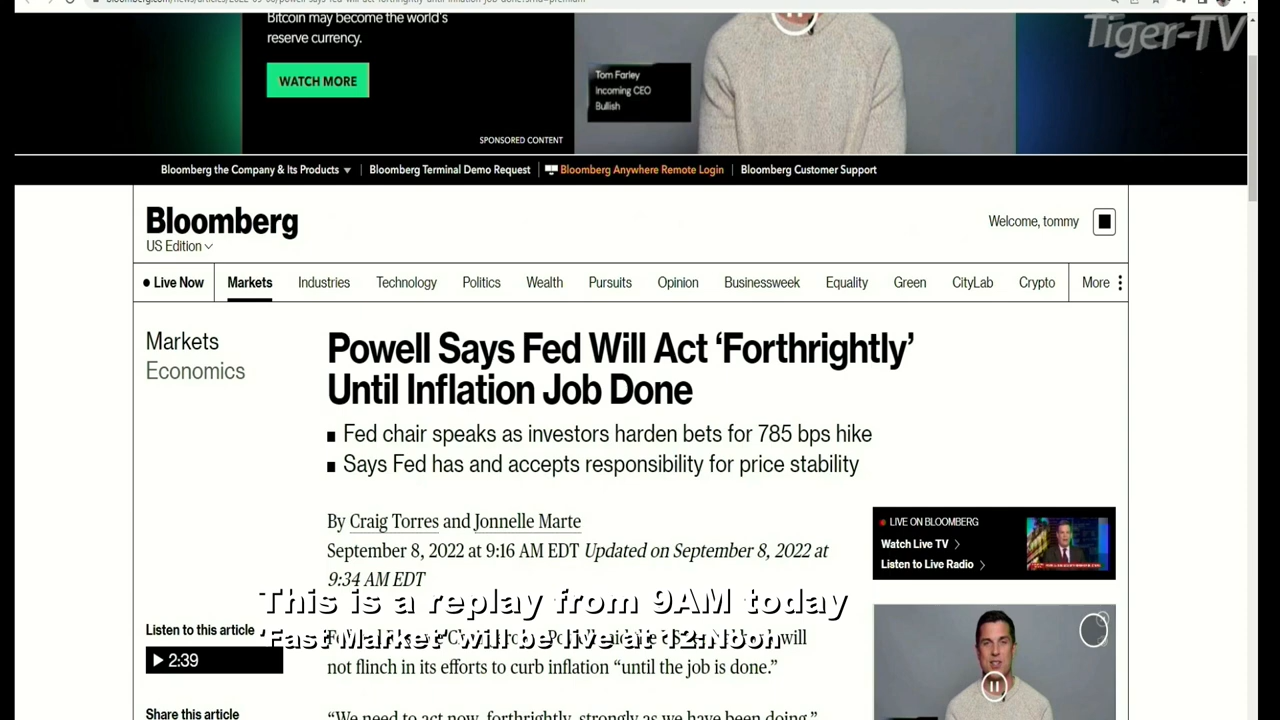 Bitcoin may become the world's
reserve currency.
WATCH MORE
Tom Farley
Incoming CEO
Bullish
SPONSORED CONTENT
Tiger-TV
Bloomberg the Company & Its Products
Bloomberg Terminal Demo Request
Bloomberg Anywhere Remote Login
Bloomberg Customer Support
Bloomberg
US Edition
Welcome, tommy
Live Now
Markets
Industries
Technology
Politics
Wealth
Pursuits
Opinion
Businessweek
Equality
Green
CityLab
Crypto
More
Markets
Economics
Powell Says Fed Will Act ‘Forthrightly’
Until Inflation Job Done
Fed chair speaks as investors harden bets for 785 bps hike
Says Fed has and accepts responsibility for price stability
By Craig Torres and Jonnelle Marte
September 8, 2022 at 9:16 AM EDT Updated on September 8, 2022 at
9:34 AM EDT
LIVE ON BLOOMBERG
Watch Live TV
Listen to Live Radio
This is a replay from 9AM today
'Fast Market' will be live at 12 Noon
will
not flinch in its efforts to curb inflation “until the job is done.”
Listen to this article
2:39
Share this article
“We need to act now, forthrightly, strongly as we have been doing,”